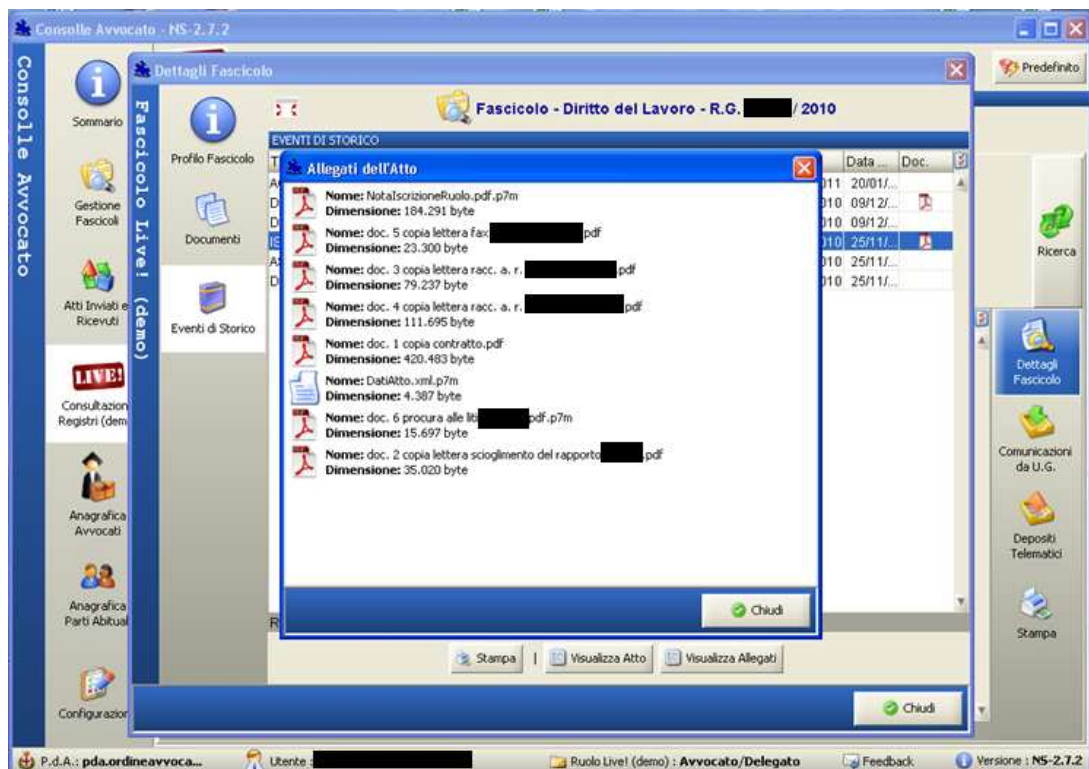 Consolle Avvocato - NS-2.7.2
Consolle Avvocato
Sommario
Gestione
Fascicoli
Atti Inviati e
Ricevuti
LIVE!
Consultazion
Registri (dem
Anagrafica
Avvocati
Anagrafica
Parti Abitual
Configurazion
Dettagli Fascicolo
Fascicolo Live! (demo)
Profilo Fascicolo
Documenti
Eventi di Storico
Fascicolo - Diritto del Lavoro - R.G. / 2010
EVENTI DI STORICO
Data ... Doc.
011 20/01/...
010 09/12/...
010 09/12/...
010 25/11/...
010 25/11/...
010 25/11/...
Allegati dell'Atto
Nome: NotaIscrizioneRuolo.pdf.p7m
Dimensione: 184.291 byte
Nome: doc. 5 copia lettera fax pdf
Dimensione: 23.300 byte
Nome: doc. 3 copia lettera racc. a. r. .pdf
Dimensione: 79.237 byte
Nome: doc. 4 copia lettera racc. a. r. pdf
Dimensione: 111.695 byte
Nome: doc. 1 copia contratto.pdf
Dimensione: 420.483 byte
Nome: DatiAtto.xml.p7m
Dimensione: 4.387 byte
Nome: doc. 6 procura alle liti pdf.p7m
Dimensione: 15.697 byte
Nome: doc. 2 copia lettera scioglimento del rapporto .pdf
Dimensione: 35.020 byte
Chiudi
Stampa | Visualizza Atto Visualizza Allegati
Chiudi
Predefinito
Ricerca
Dettagli
Fascicolo
Comunicazioni
da U.G.
Depositi
Telematici
Stampa
P.d.A.: pda.ordineavvoca... Utente : Ruolo Live! (demo) : Avvocato/Delegato Feedback Versione : NS-2.7.2